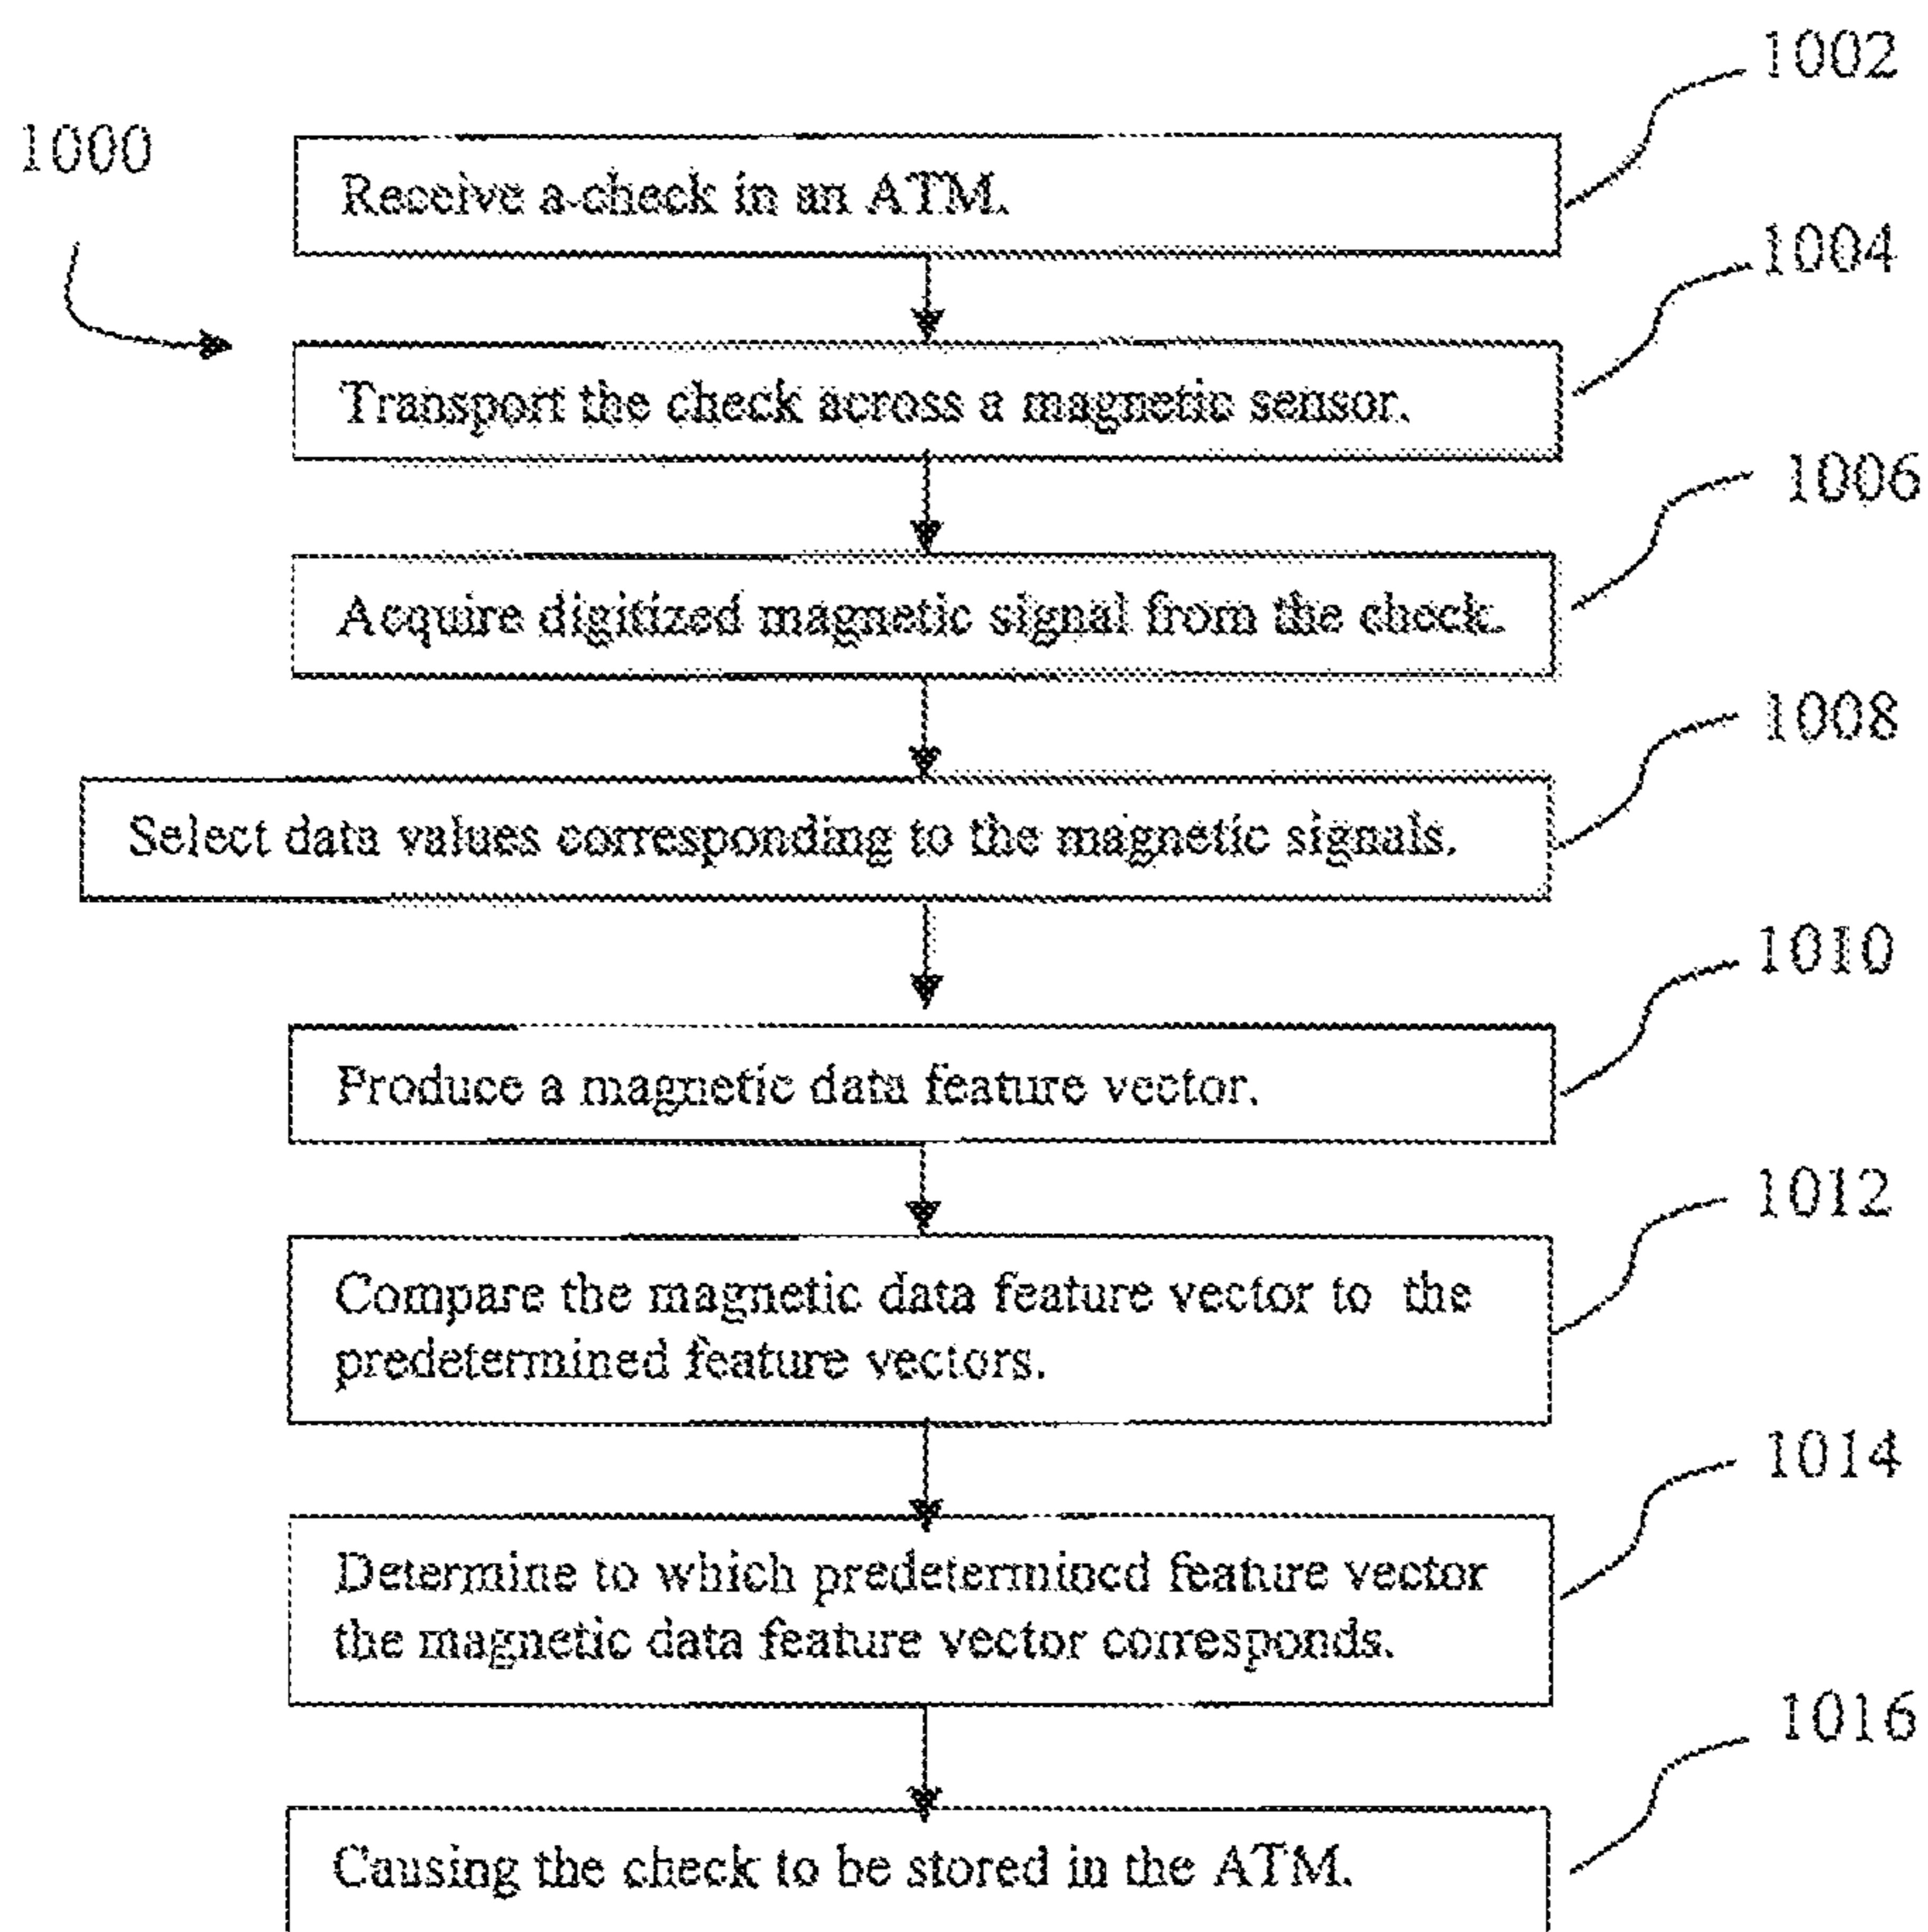 1002
1000
Receive a check in an ATM.
1004
Transport the check across a magnetic sensor.
1006
Acquire digitized magnetic signal from the check.
1008
Select data values corresponding to the magnetic signals.
1010
Produce a magnetic data feature vector.
1012
Compare the magnetic data feature vector to the
predetermined feature vectors.
1014
Determine to which predetermined feature vector
the magnetic data feature vector corresponds.
1016
Causing the check to be stored in the ATM.